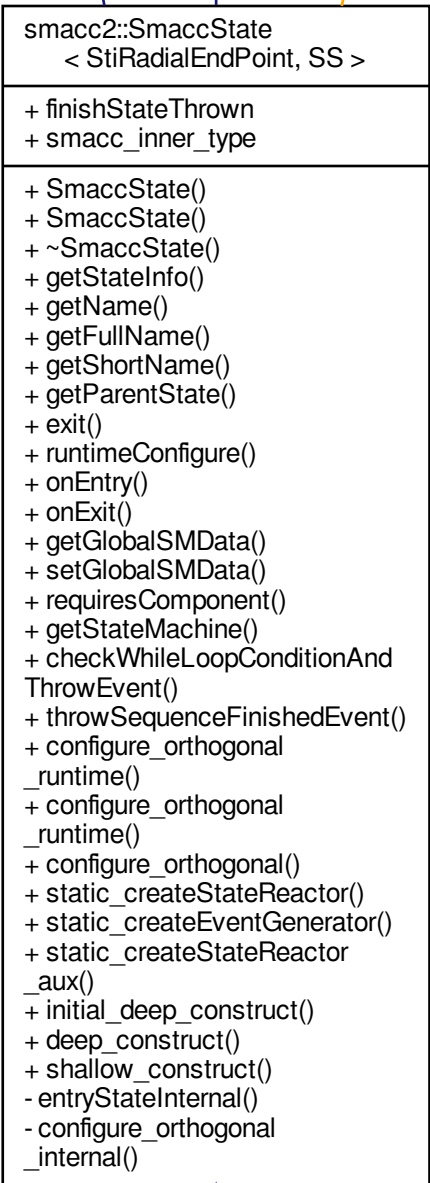 smacc2::SmaccState
< StiRadialEndPoint, SS >
+ finishStateThrown
+ smacc_inner_type
+ SmaccState()
+ SmaccState()
+ ~SmaccState()
+ getStateInfo()
+ getName()
+ getFullName()
+ getShortName()
+ getParentState()
+ exit()
+ runtimeConfigure()
+ onEntry()
+ onExit()
+ getGlobalSMData()
+ setGlobalSMData()
+ requiresComponent()
+ getStateMachine()
+ checkWhileLoopConditionAnd
ThrowEvent()
+ throwSequenceFinishedEvent()
+ configure_orthogonal
_runtime()
+ configure_orthogonal
_runtime()
+ configure_orthogonal()
+ static_createStateReactor()
+ static_createEventGenerator()
+ static_createStateReactor
_aux()
+ initial_deep_construct()
+ deep_construct()
+ shallow_construct()
- entryStateInternal()
- configure_orthogonal
_internal()